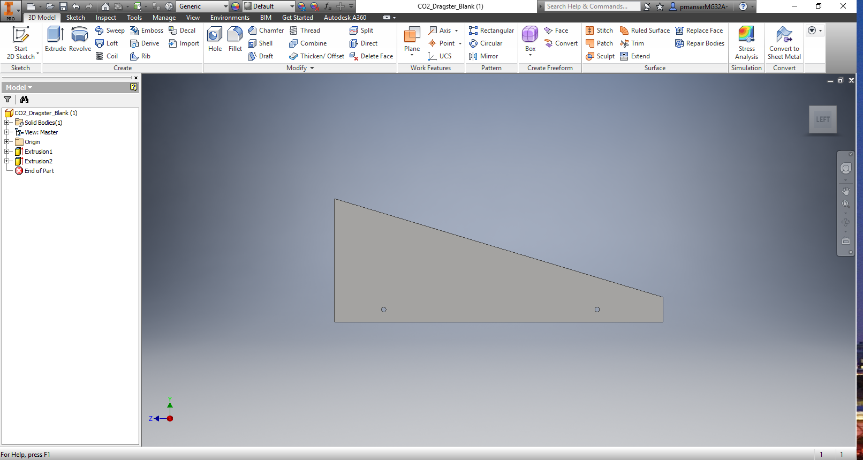 Generic
Default
CO2_Dragster_Blank (1)
Search Help & Commands...
PRO
3D Model Sketch Inspect Tools Manage View Environments BIM Get Started Autodesk A360
Start
2D Sketch
Sketch
Extrude
Revolve
Sweep
Loft
Coil
Emboss
Derive
Rib
Decal
Import
Create
Hole
Fillet
Chamfer
Shell
Draft
Thread
Combine
Thicken/ Offset
Split
Direct
Delete Face
Modify
Plane
Axis
Point
UCS
Work Features
Rectangular
Circular
Mirror
Pattern
Box
Face
Convert
Create Freeform
Stitch
Patch
Sculpt
Ruled Surface
Trim
Extend
Replace Face
Repair Bodies
Surface
Stress
Analysis
Simulation
Convert to
Sheet Metal
Convert
Model
CO2_Dragster_Blank (1)
Solid Bodies(1)
View: Master
Origin
Extrusion1
Extrusion2
End of Part
LEFT
Z
For Help, press F1
1 1